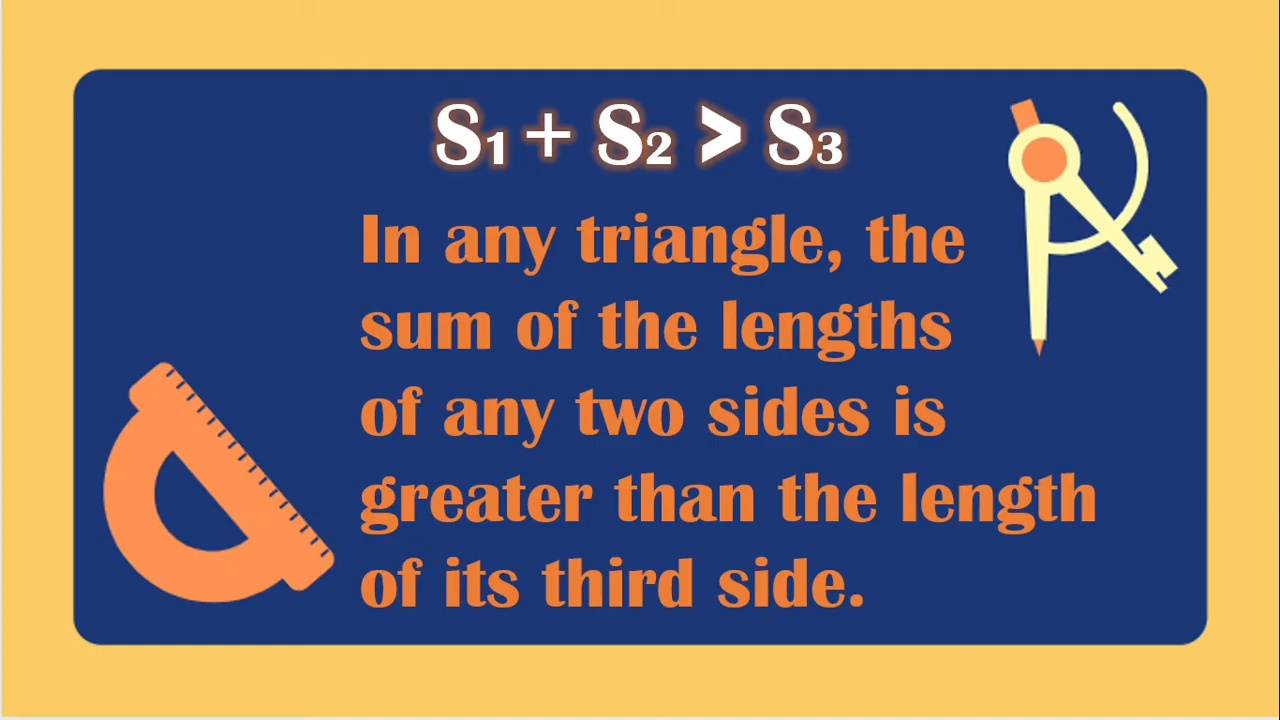 S₁ + S₂ > S₃
In any triangle, the
sum of the lengths
of any two sides is
greater than the length
of its third side.